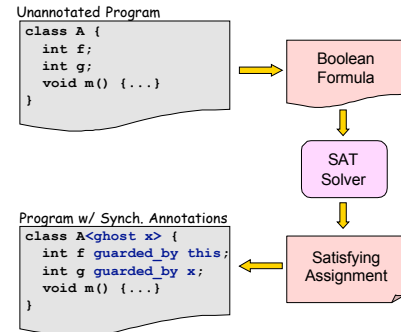 Unannotated Program
class A {
  int f;
  int g;
  void m() {...}
}
Boolean
Formula
SAT
Solver
Program w/ Synch. Annotations
class A<ghost x> {
  int f guarded_by this;
  int g guarded_by x;
  void m() {...}
}
Satisfying
Assignment